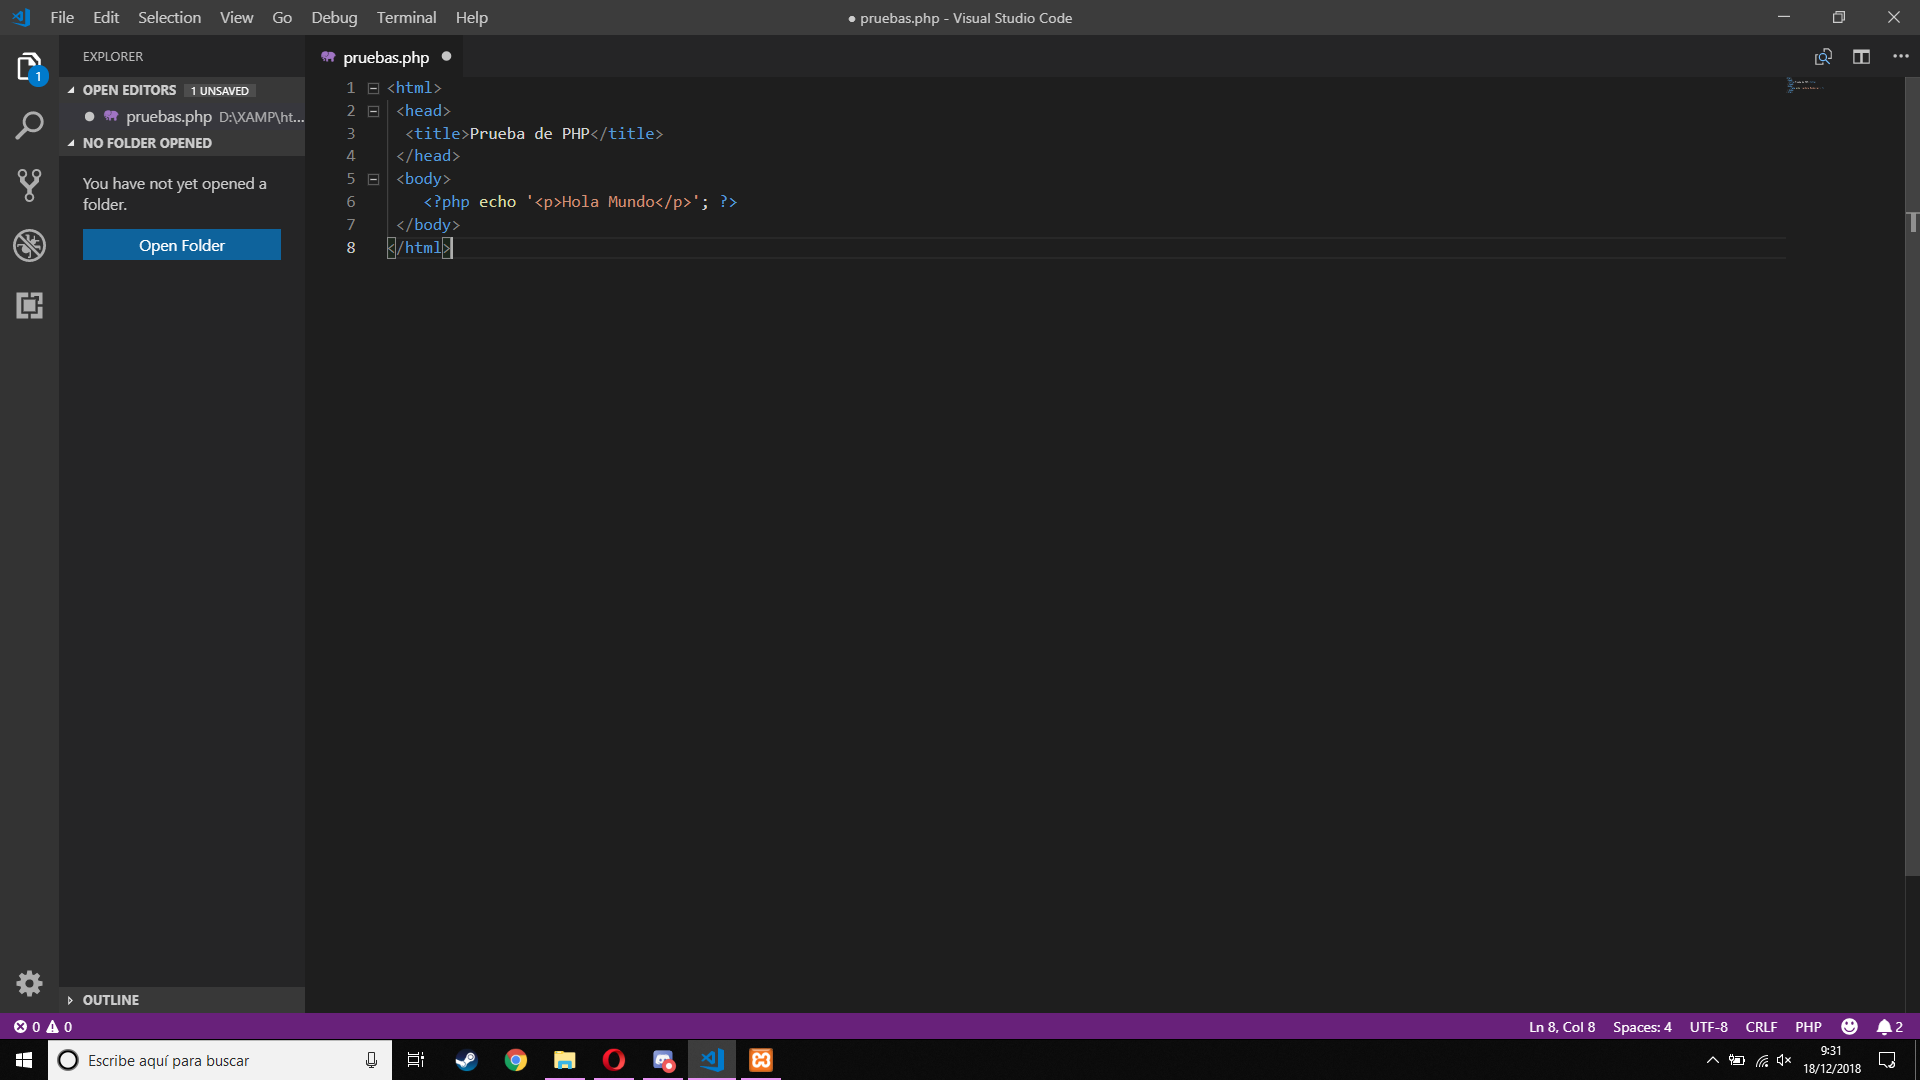 File Edit Selection View Go Debug Terminal Help
● pruebas.php - Visual Studio Code
EXPLORER
OPEN EDITORS 1 UNSAVED
pruebas.php D:\XAMP\ht...
NO FOLDER OPENED
You have not yet opened a
folder.
Open Folder
OUTLINE
1
pruebas.php
1 <html>
2 <head>
3 <title>Prueba de PHP</title>
4 </head>
5 <body>
6 <?php echo '<p>Hola Mundo</p>'; ?>
7 </body>
8 </html>
0 0
Ln 8, Col 8 Spaces: 4 UTF-8 CRLF PHP 2
Escribe aquí para buscar
9:31
18/12/2018